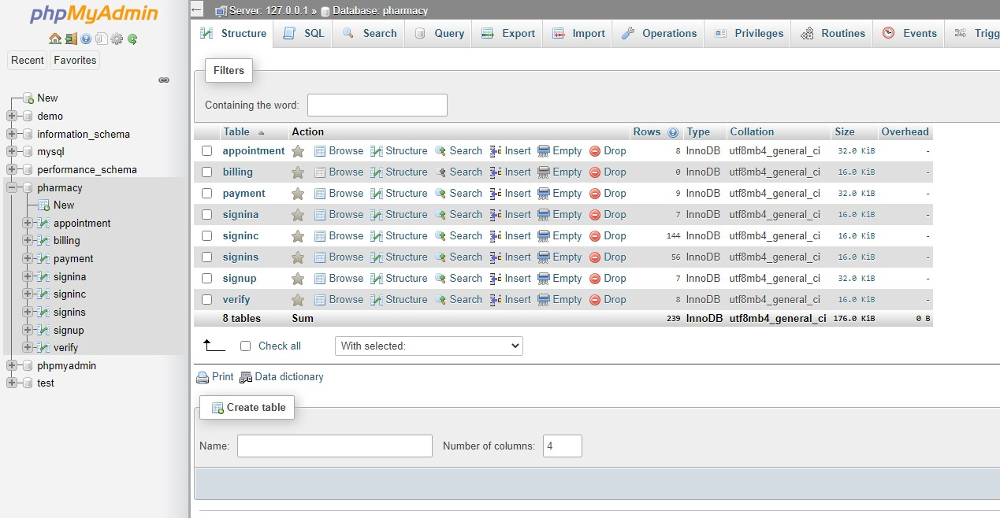 phpMyAdmin
Recent Favorites
New
demo
information_schema
mysql
performance_schema
pharmacy
New
appointment
billing
payment
signina
signinc
signins
signup
verify
phpmyadmin
test
Server: 127.0.0.1 » Database: pharmacy
Structure SQL Search Query Export Import Operations Privileges Routines Events Trigg
Filters
Containing the word:
Table Action Rows Type Collation Size Overhead
appointment Browse Structure Search Insert Empty Drop 8 InnoDB utf8mb4_general_ci 32.0 KiB -
billing Browse Structure Search Insert Empty Drop 0 InnoDB utf8mb4_general_ci 16.0 KiB -
payment Browse Structure Search Insert Empty Drop 9 InnoDB utf8mb4_general_ci 32.0 KiB -
signina Browse Structure Search Insert Empty Drop 7 InnoDB utf8mb4_general_ci 16.0 KiB -
signinc Browse Structure Search Insert Empty Drop 144 InnoDB utf8mb4_general_ci 16.0 KiB -
signins Browse Structure Search Insert Empty Drop 56 InnoDB utf8mb4_general_ci 16.0 KiB -
signup Browse Structure Search Insert Empty Drop 7 InnoDB utf8mb4_general_ci 32.0 KiB -
verify Browse Structure Search Insert Empty Drop 8 InnoDB utf8mb4_general_ci 16.0 KiB -
8 tables Sum 239 InnoDB utf8mb4_general_ci 176.0 KiB 0 B
Check all With selected:
Print Data dictionary
Create table
Name: Number of columns: 4